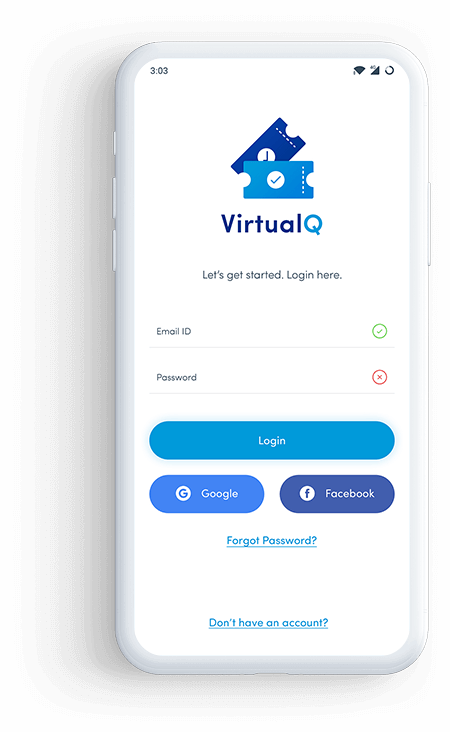 3:03
4G
VirtualQ
Let's get started. Login here.
Email ID
Password
Login
G Google
f Facebook
Forgot Password?
Don't have an account?